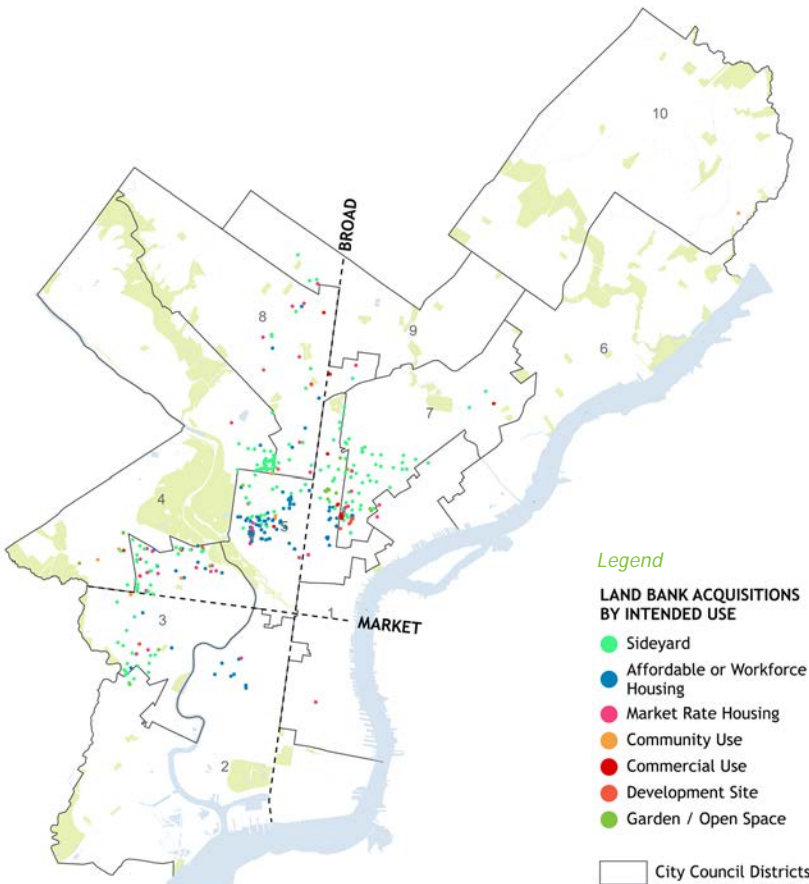 10
BROAD
8
9
6
7
4
5
3
1
MARKET
2
Legend
LAND BANK ACQUISITIONS
BY INTENDED USE
Sideyard
Affordable or Workforce
Housing
Market Rate Housing
Community Use
Commercial Use
Development Site
Garden / Open Space
City Council Districts